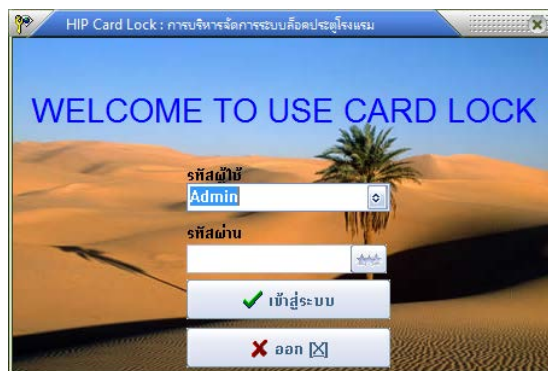 HIP Card Lock : การบริหารจัดการระบบล็อคประตูโรงแรม
WELCOME TO USE CARD LOCK
รหัสผู้ใช้
Admin
รหัสผ่าน
เข้าสู่ระบบ
ออก [X]